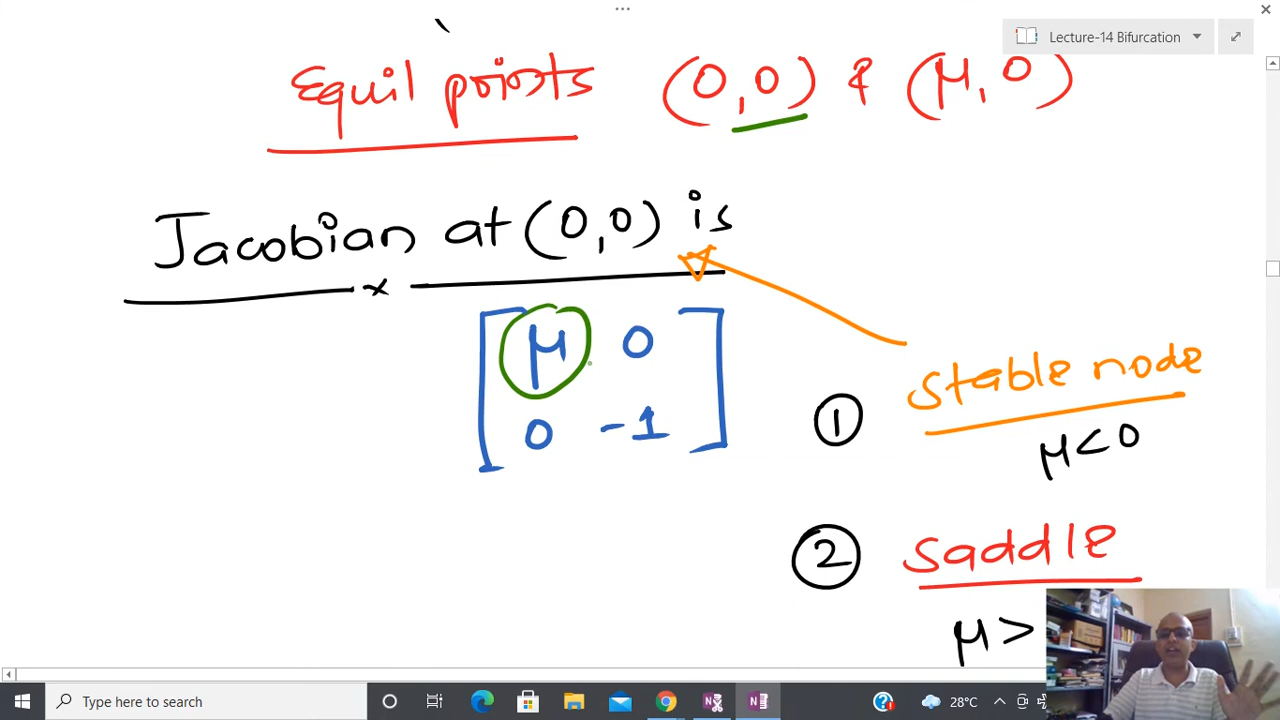 Lecture-14 Bifurcation
Equil points (0,0) & (μ,0)
Jacobian at (0,0) is
μ 0
0 -1
① stable node
μ<0
② saddle
μ>
Type here to search
28°C